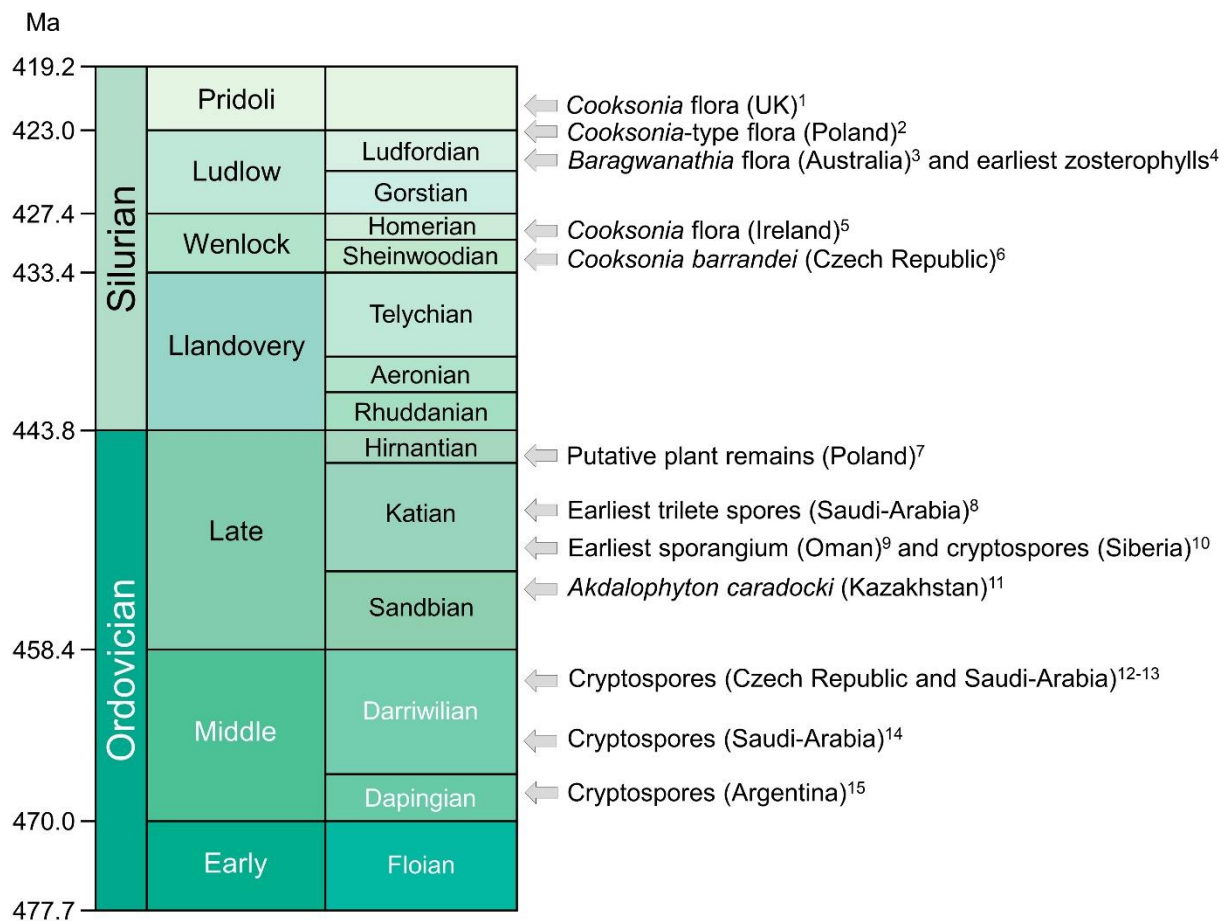 Ma
419.2
423.0
427.4
433.4
443.8
458.4
470.0
477.7
Silurian
Ordovician
Pridoli
Ludlow
Wenlock
Llandovery
Late
Middle
Early
Ludfordian
Gorstian
Homerian
Sheinwoodian
Telychian
Aeronian
Rhuddanian
Hirnantian
Katian
Sandbian
Darriwilian
Dapingian
Floian
Cooksonia flora (UK)¹
Cooksonia-type flora (Poland)²
Baragwanathia flora (Australia)³ and earliest zosterophylls⁴
Cooksonia flora (Ireland)⁵
Cooksonia barrandei (Czech Republic)⁶
Putative plant remains (Poland)⁷
Earliest trilete spores (Saudi-Arabia)⁸
Earliest sporangium (Oman)⁹ and cryptospores (Siberia)¹⁰
Akdalophyton caradocki (Kazakhstan)¹¹
Cryptospores (Czech Republic and Saudi-Arabia)¹²⁻¹³
Cryptospores (Saudi-Arabia)¹⁴
Cryptospores (Argentina)¹⁵